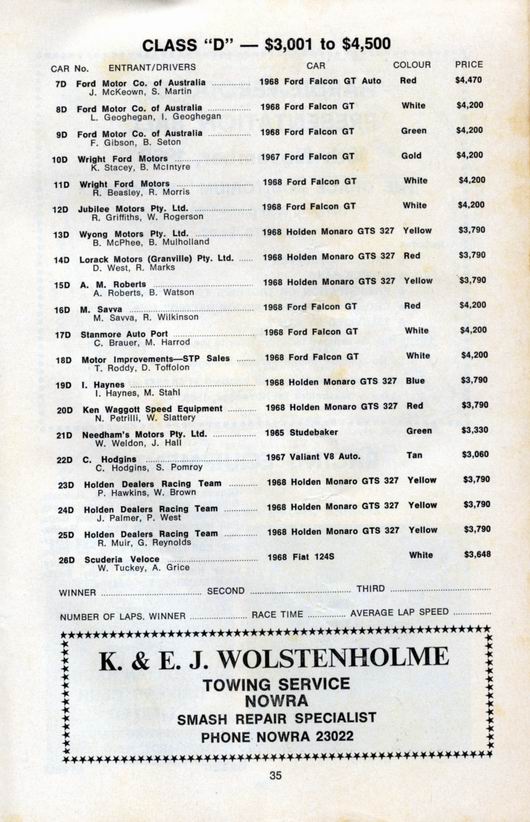 CLASS “D” — $3,001 to $4,500
CAR No. ENTRANT/DRIVERS CAR COLOUR PRICE
7D Ford Motor Co. of Australia .............. 1968 Ford Falcon GT Auto Red $4,470
J. McKeown, S. Martin
8D Ford Motor Co. of Australia .............. 1968 Ford Falcon GT White $4,200
L. Geoghegan, I. Geoghegan
9D Ford Motor Co. of Australia .............. 1968 Ford Falcon GT Green $4,200
F. Gibson, B. Seton
10D Wright Ford Motors .............. 1967 Ford Falcon GT Gold $4,200
K. Stacey, B. McIntyre
11D Wright Ford Motors .............. 1968 Ford Falcon GT White $4,200
R. Beasley, R. Morris
12D Jubilee Motors Pty. Ltd. .............. 1968 Ford Falcon GT White $4,200
R. Griffiths, W. Rogerson
13D Wyong Motors Pty. Ltd. .............. 1968 Holden Monaro GTS 327 Yellow $3,790
B. McPhee, B. Mulholland
14D Lorack Motors (Granville) Pty. Ltd. ..... 1968 Holden Monaro GTS 327 Red $3,790
D. West, R. Marks
15D A. M. Roberts .............. 1968 Holden Monaro GTS 327 Yellow $3,790
A. Roberts, B. Watson
16D M. Savva .............. 1968 Ford Falcon GT Red $4,200
M. Savva, R. Wilkinson
17D Stanmore Auto Port .............. 1968 Ford Falcon GT White $4,200
C. Brauer, M. Harrod
18D Motor Improvements—STP Sales ........ 1968 Ford Falcon GT White $4,200
T. Roddy, D. Toffolon
19D I. Haynes .............. 1968 Holden Monaro GTS 327 Blue $3,790
I. Haynes, M. Stahl
20D Ken Waggott Speed Equipment .......... 1968 Holden Monaro GTS 327 Red $3,790
N. Petrilli, W. Slattery
21D Needham's Motors Pty. Ltd. .............. 1965 Studebaker Green $3,330
W. Weldon, J. Hall
22D C. Hodgins .............. 1967 Valiant V8 Auto. Tan $3,060
C. Hodgins, S. Pomroy
23D Holden Dealers Racing Team ............ 1968 Holden Monaro GTS 327 Yellow $3,790
P. Hawkins, W. Brown
24D Holden Dealers Racing Team ............ 1968 Holden Monaro GTS 327 Yellow $3,790
J. Palmer, P. West
25D Holden Dealers Racing Team ............ 1968 Holden Monaro GTS 327 Yellow $3,790
R. Muir, G. Reynolds
26D Scuderia Veloce .............. 1968 Fiat 124S White $3,648
W. Tuckey, A. Grice
WINNER .............. SECOND .............. THIRD ..............
NUMBER OF LAPS. WINNER .............. RACE TIME .............. AVERAGE LAP SPEED ..............
K. & E. J. WOLSTENHOLME
TOWING SERVICE
NOWRA
SMASH REPAIR SPECIALIST
PHONE NOWRA 23022
35